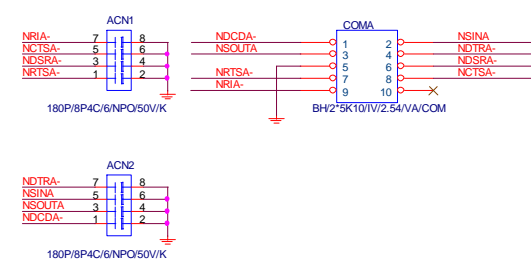 ACN1
NRIA- 7 8
NCTSA- 5 6
NDSRA- 3 4
NRTSA- 1 2
180P/8P4C/6/NPO/50V/K
COMA
NDCDA- 1 2 NSINA
NSOUTA 3 4 NDTRA-
5 6 NDSRA-
NRTSA- 7 8 NCTSA-
NRIA- 9 10
BH/2*5K10/IV/2.54/VA/COM
ACN2
NDTRA- 7 8
NSINA 5 6
NSOUTA 3 4
NDCDA- 1 2
180P/8P4C/6/NPO/50V/K